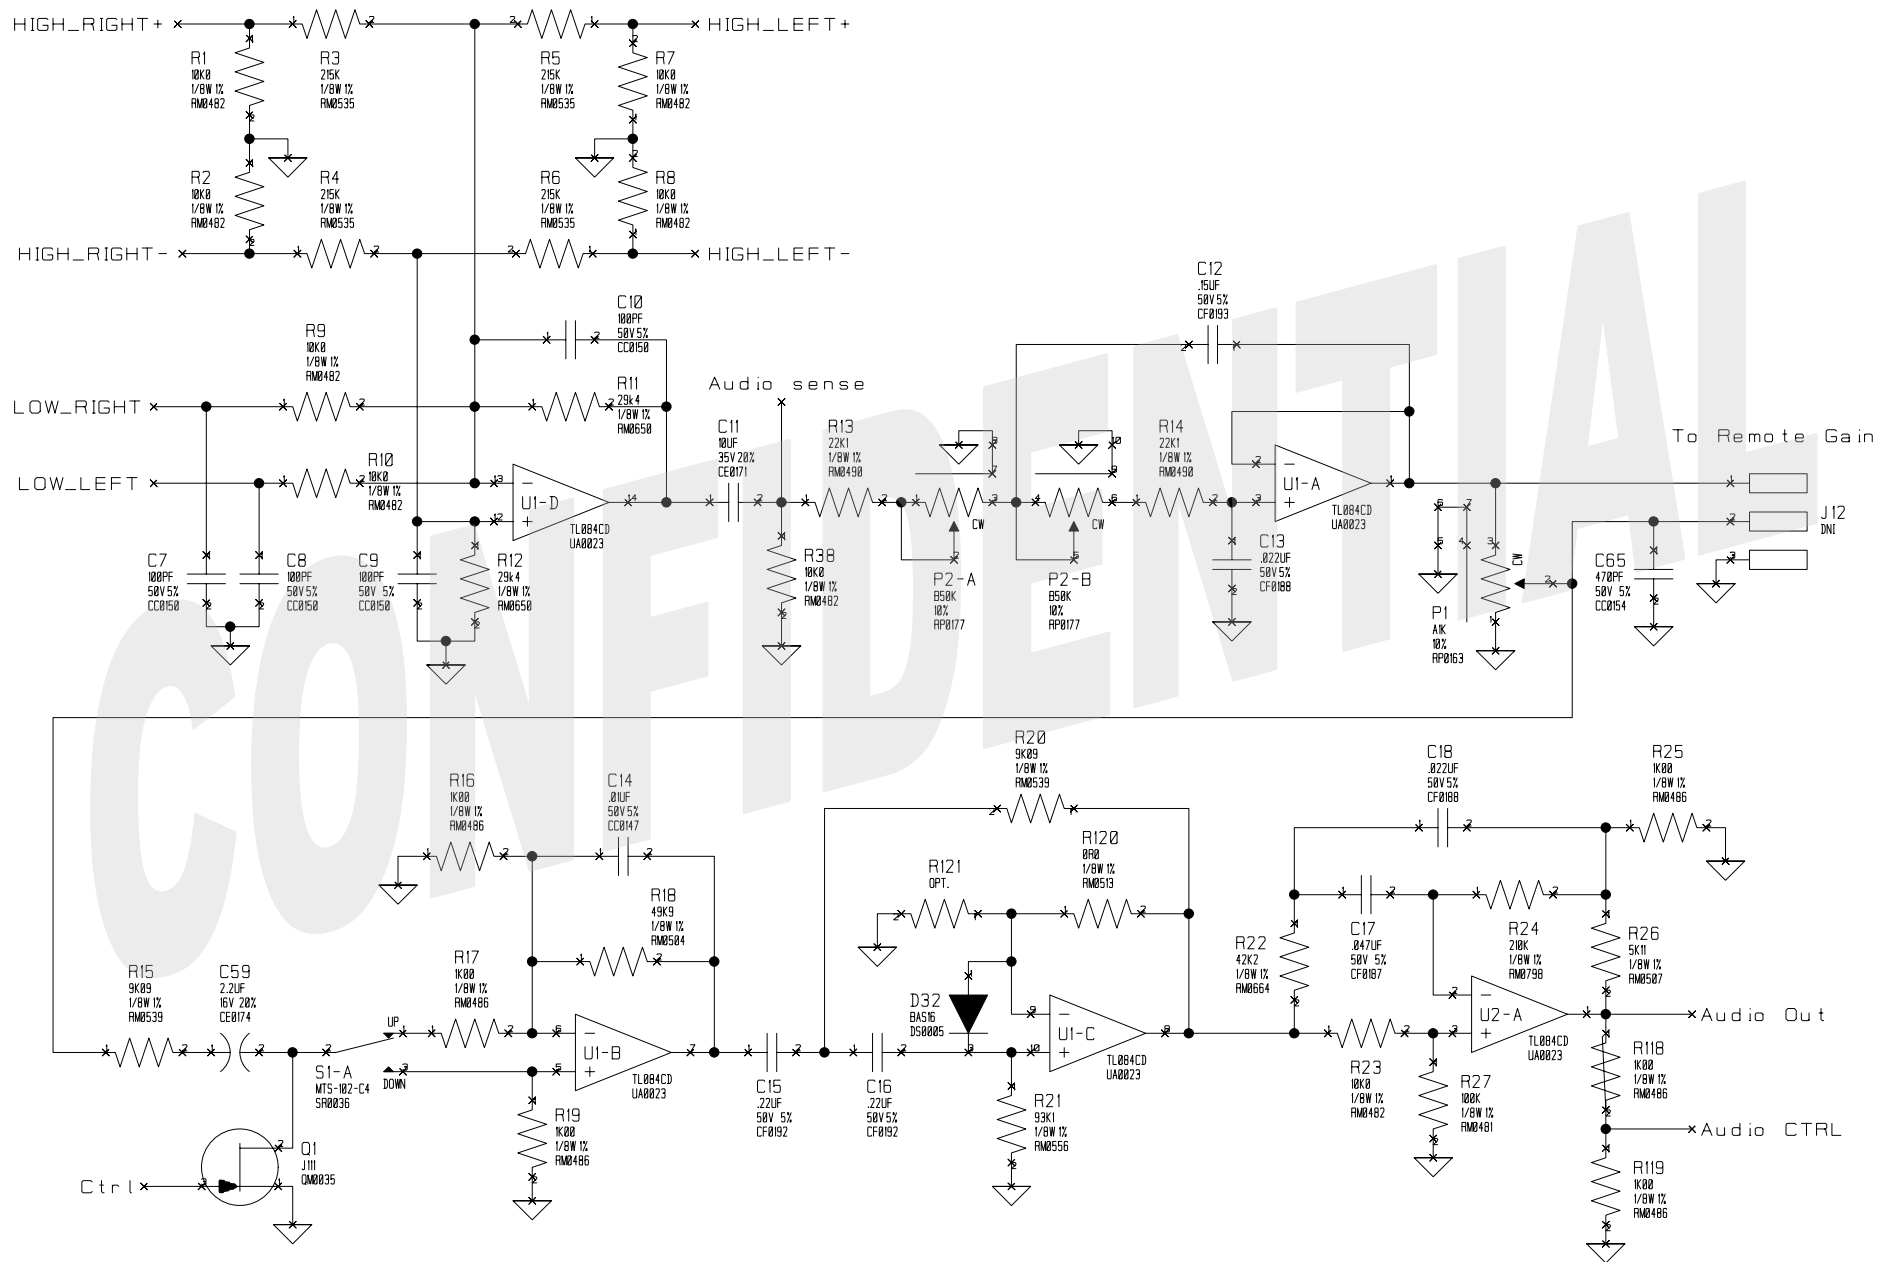 HIGH_RIGHT+
HIGH_LEFT+
R1
10K0
1/8W 1%
RM0482
R3
215K
1/8W 1%
RM0535
R5
215K
1/8W 1%
RM0535
R7
10K0
1/8W 1%
RM0482
R2
10K0
1/8W 1%
RM0482
R4
215K
1/8W 1%
RM0535
R6
215K
1/8W 1%
RM0535
R8
10K0
1/8W 1%
RM0482
HIGH_RIGHT-
HIGH_LEFT-
C10
100PF
50V 5%
CC0150
C12
.15UF
50V 5%
CF0193
R9
10K0
1/8W 1%
RM0482
R11
29k4
1/8W 1%
RM0650
Audio sense
LOW_RIGHT
C11
10UF
35V 20%
CE0171
R13
22K1
1/8W 1%
RM0490
R14
22K1
1/8W 1%
RM0490
To Remote Gain
LOW_LEFT
R10
10K0
1/8W 1%
RM0482
U1-D
TL084CD
UA0023
U1-A
TL084CD
UA0023
CW
CW
J12
DNI
C7
100PF
50V 5%
CC0150
C8
100PF
50V 5%
CC0150
C9
100PF
50V 5%
CC0150
R12
29k4
1/8W 1%
RM0650
R38
10K0
1/8W 1%
RM0482
P2-A
B50K
10%
RP0177
P2-B
B50K
10%
RP0177
C13
.022UF
50V 5%
CF0188
CW
P1
A1K
10%
RP0163
C65
470PF
50V 5%
CC0154
CONFIDENTIAL
R16
1K00
1/8W 1%
RM0486
C14
.01UF
50V 5%
CC0147
R20
9K09
1/8W 1%
RM0539
C18
.022UF
50V 5%
CF0188
R25
1K00
1/8W 1%
RM0486
R18
49K9
1/8W 1%
RM0504
R121
OPT.
R120
0R0
1/8W 1%
RM0513
R15
9K09
1/8W 1%
RM0539
C59
2.2UF
16V 20%
CE0174
R17
1K00
1/8W 1%
RM0486
R22
42K2
1/8W 1%
RM0664
C17
.047UF
50V 5%
CF0187
R24
210K
1/8W 1%
RM0798
R26
5K11
1/8W 1%
RM0507
UP
DOWN
S1-A
MTS-102-C4
SR0036
U1-B
TL084CD
UA0023
D32
BAS16
DS0005
U1-C
TL084CD
UA0023
U2-A
TL084CD
UA0023
Audio Out
C15
.22UF
50V 5%
CF0192
C16
.22UF
50V 5%
CF0192
R19
1K00
1/8W 1%
RM0486
R21
93K1
1/8W 1%
RM0556
R23
10K0
1/8W 1%
RM0482
R27
100K
1/8W 1%
RM0481
R118
1K00
1/8W 1%
RM0486
Audio CTRL
Q1
J111
QM0035
Ctrl
R119
1K00
1/8W 1%
RM0486